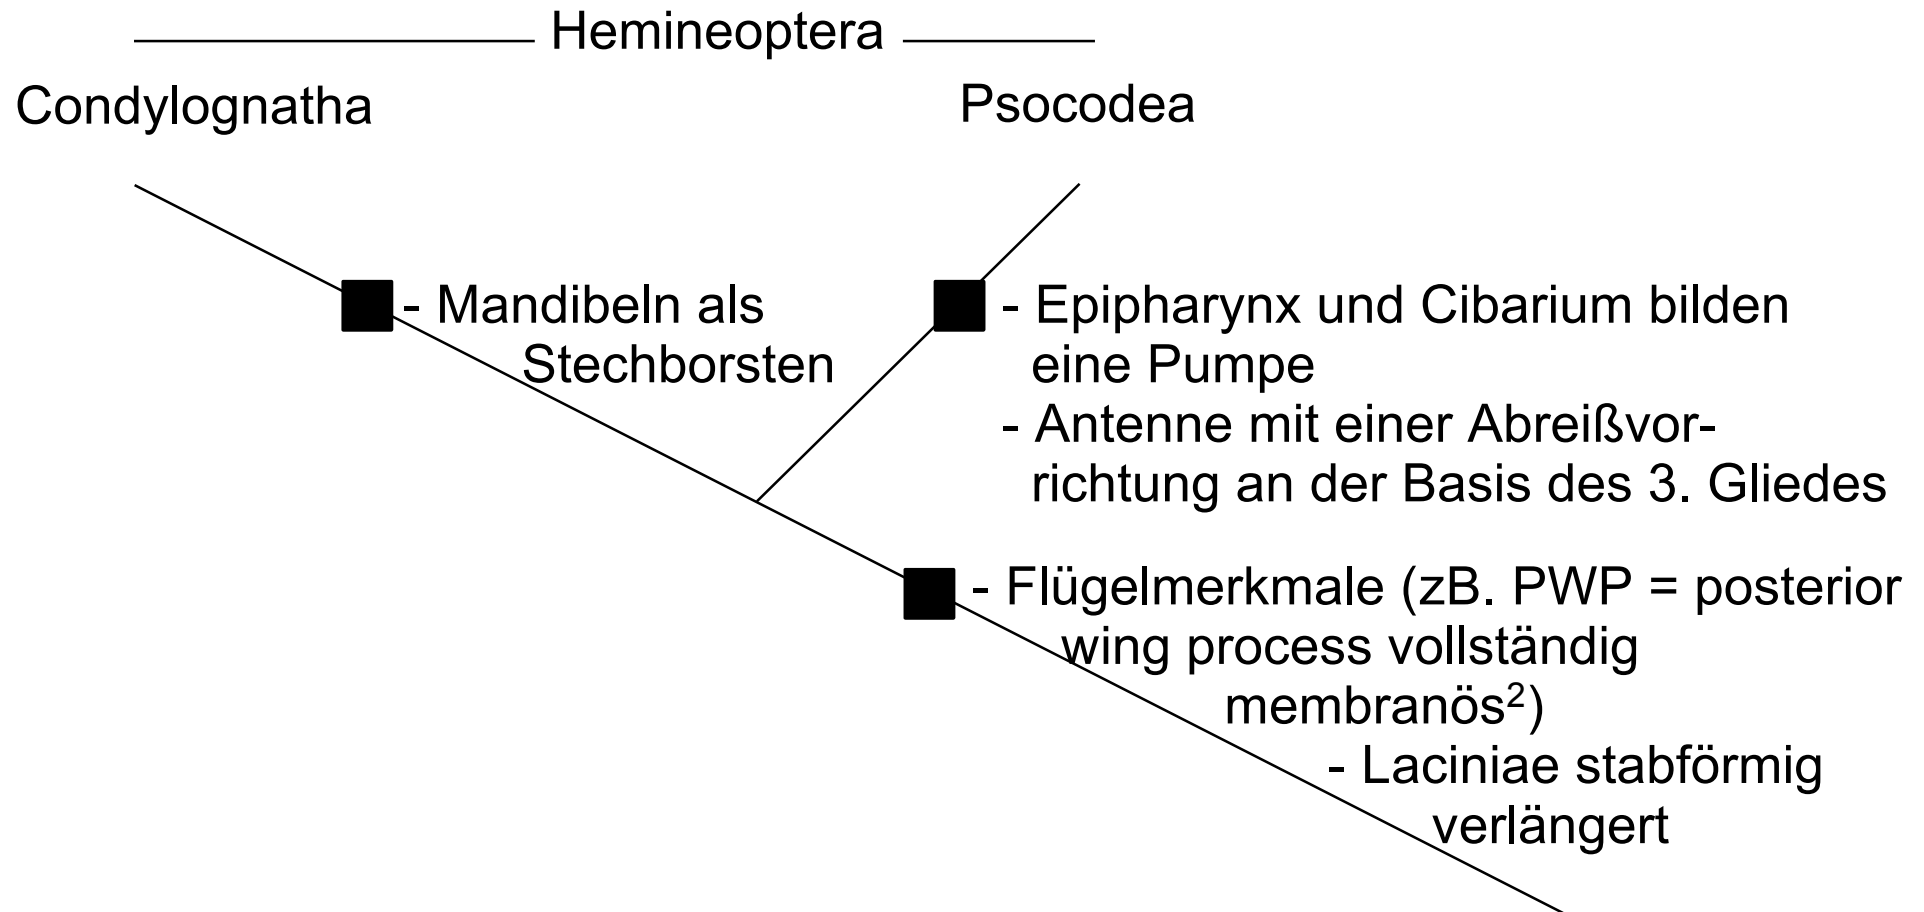 Hemineoptera
Condylognatha
Psocodea
- Mandibeln als
Stechborsten
- Epipharynx und Cibarium bilden
eine Pumpe
- Antenne mit einer Abreißvor-
richtung an der Basis des 3. Gliedes
- Flügelmerkmale (zB. PWP = posterior
wing process vollständig
membranös²)
- Laciniae stabförmig
verlängert